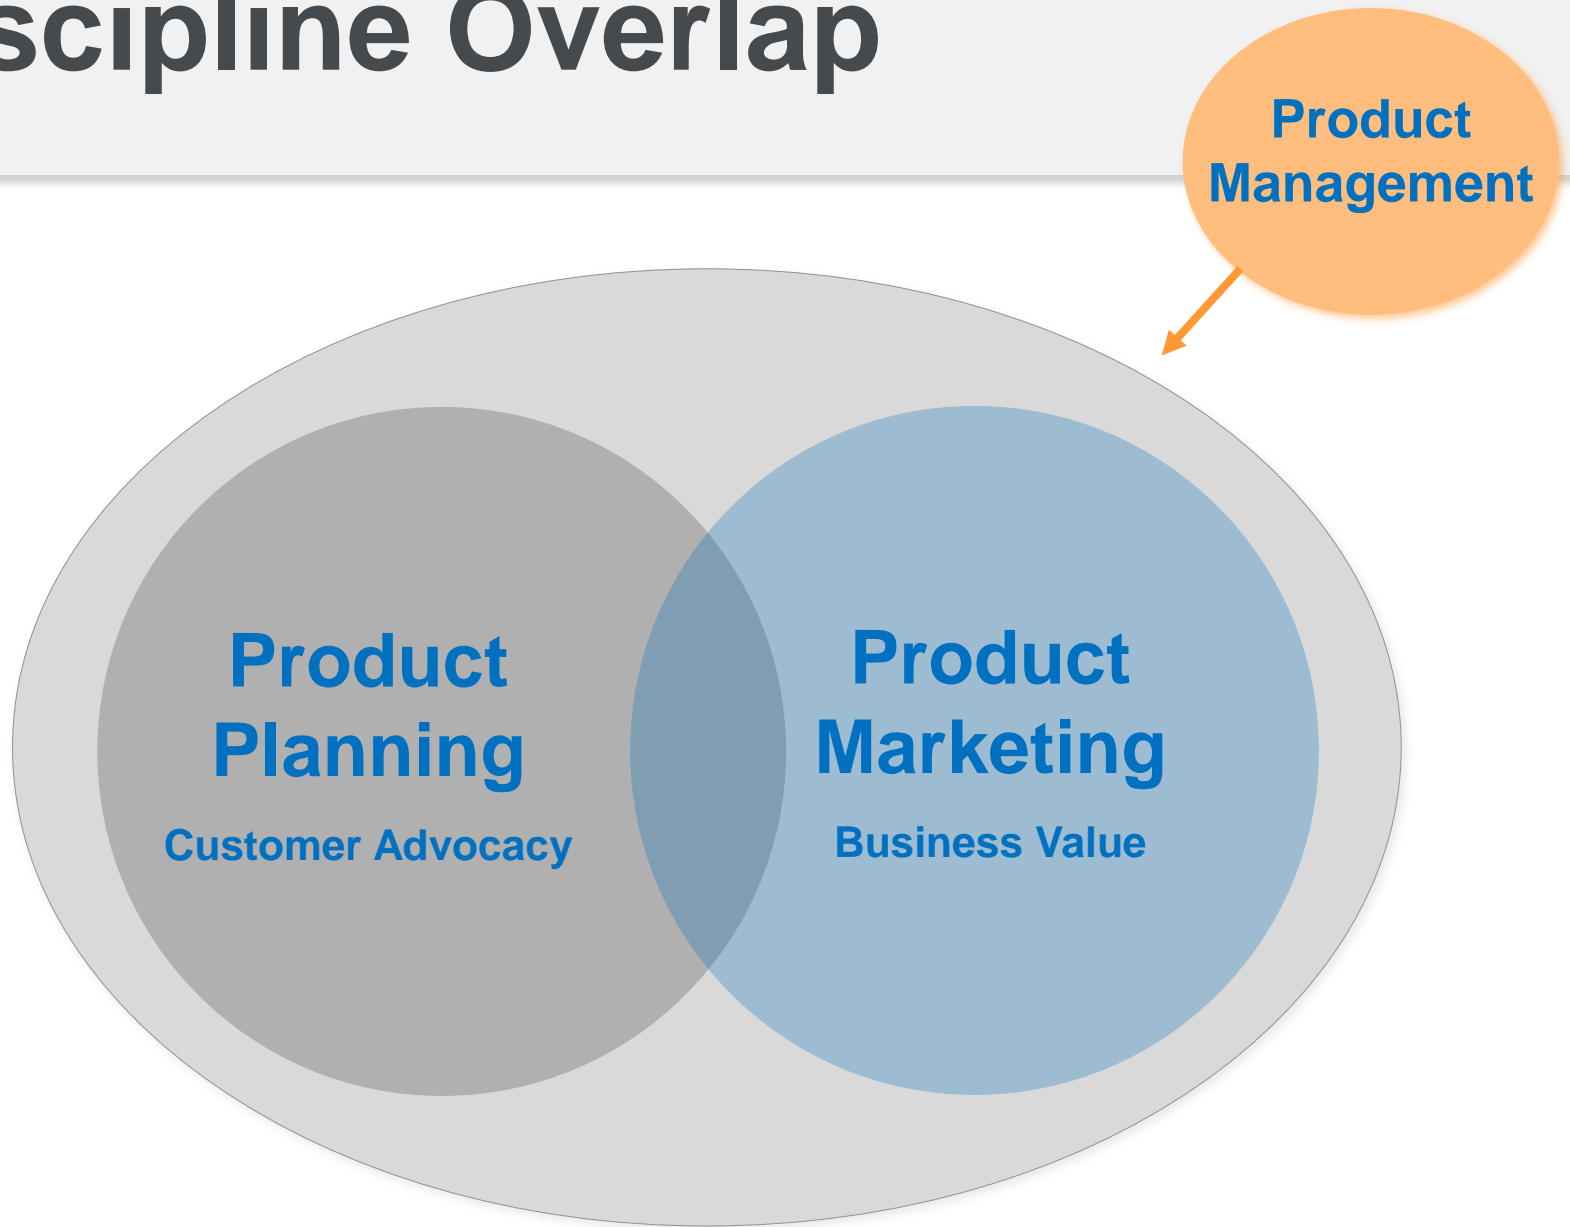 scipline Overlap
Product
Management
Product
Planning
Customer Advocacy
Product
Marketing
Business Value